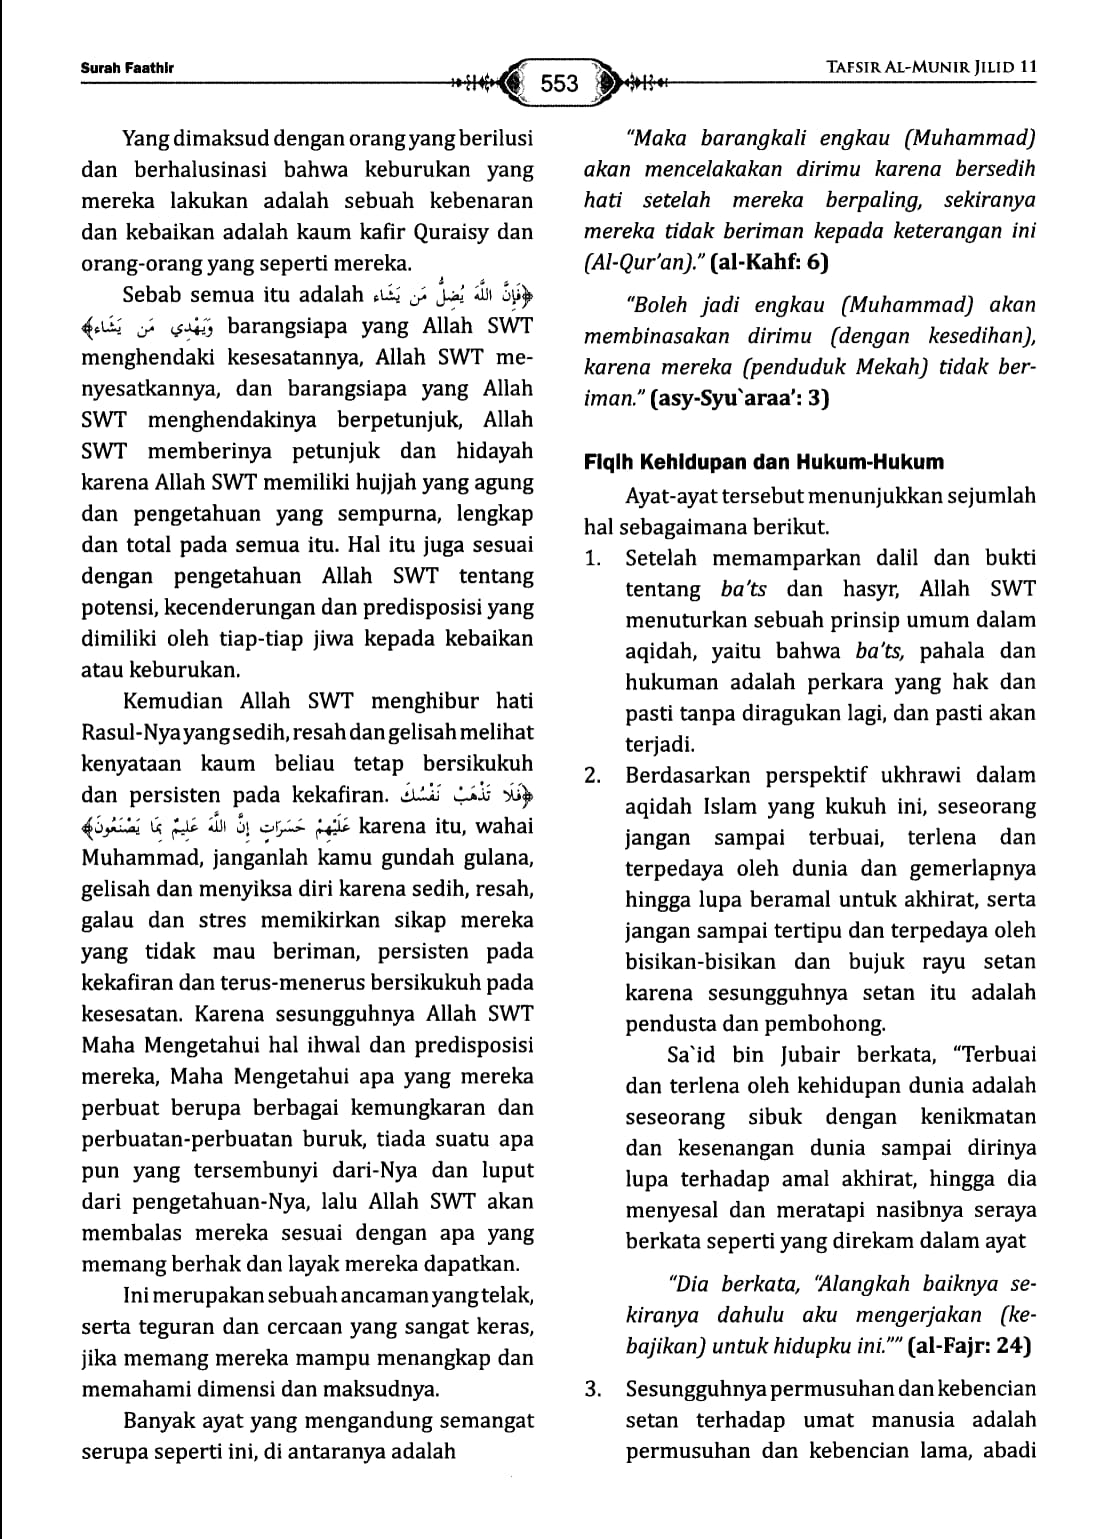 Surah Faathir
553
TAFSIR AL-MUNIR JILID 11
Yang dimaksud dengan orang yang berilusi
dan berhalusinasi bahwa keburukan yang
mereka lakukan adalah sebuah kebenaran
dan kebaikan adalah kaum kafir Quraisy dan
orang-orang yang seperti mereka.
Sebab semua itu adalah ﴿فَإِنَّ اللَّهَ يُضِلُّ مَن يَشَاء
وَيَهْدِي مَن يَشَاء﴾ barangsiapa yang Allah SWT
menghendaki kesesatannya, Allah SWT me-
nyesatkannya, dan barangsiapa yang Allah
SWT menghendakinya berpetunjuk, Allah
SWT memberinya petunjuk dan hidayah
karena Allah SWT memiliki hujjah yang agung
dan pengetahuan yang sempurna, lengkap
dan total pada semua itu. Hal itu juga sesuai
dengan pengetahuan Allah SWT tentang
potensi, kecenderungan dan predisposisi yang
dimiliki oleh tiap-tiap jiwa kepada kebaikan
atau keburukan.
Kemudian Allah SWT menghibur hati
Rasul-Nya yang sedih, resah dan gelisah melihat
kenyataan kaum beliau tetap bersikukuh
dan persisten pada kekafiran. ﴿فَلَا تَذْهَبْ نَفْسُكَ
عَلَيْهِمْ حَسَرَاتٍ إِنَّ اللَّهَ عَلِيمٌ بِمَا يَصْنَعُونَ﴾ karena itu, wahai
Muhammad, janganlah kamu gundah gulana,
gelisah dan menyiksa diri karena sedih, resah,
galau dan stres memikirkan sikap mereka
yang tidak mau beriman, persisten pada
kekafiran dan terus-menerus bersikukuh pada
kesesatan. Karena sesungguhnya Allah SWT
Maha Mengetahui hal ihwal dan predisposisi
mereka, Maha Mengetahui apa yang mereka
perbuat berupa berbagai kemungkaran dan
perbuatan-perbuatan buruk, tiada suatu apa
pun yang tersembunyi dari-Nya dan luput
dari pengetahuan-Nya, lalu Allah SWT akan
membalas mereka sesuai dengan apa yang
memang berhak dan layak mereka dapatkan.
Ini merupakan sebuah ancaman yang telak,
serta teguran dan cercaan yang sangat keras,
jika memang mereka mampu menangkap dan
memahami dimensi dan maksudnya.
Banyak ayat yang mengandung semangat
serupa seperti ini, di antaranya adalah
“Maka barangkali engkau (Muhammad)
akan mencelakakan dirimu karena bersedih
hati setelah mereka berpaling, sekiranya
mereka tidak beriman kepada keterangan ini
(Al-Qur’an).” (al-Kahf: 6)
“Boleh jadi engkau (Muhammad) akan
membinasakan dirimu (dengan kesedihan),
karena mereka (penduduk Mekah) tidak ber-
iman.” (asy-Syu`araa’: 3)
Fiqih Kehidupan dan Hukum-Hukum
Ayat-ayat tersebut menunjukkan sejumlah
hal sebagaimana berikut.
1. Setelah memaparkan dalil dan bukti
tentang ba’ts dan hasyr, Allah SWT
menuturkan sebuah prinsip umum dalam
aqidah, yaitu bahwa ba’ts, pahala dan
hukuman adalah perkara yang hak dan
pasti tanpa diragukan lagi, dan pasti akan
terjadi.
2. Berdasarkan perspektif ukhrawi dalam
aqidah Islam yang kukuh ini, seseorang
jangan sampai terbuai, terlena dan
terpedaya oleh dunia dan gemerlapnya
hingga lupa beramal untuk akhirat, serta
jangan sampai tertipu dan terpedaya oleh
bisikan-bisikan dan bujuk rayu setan
karena sesungguhnya setan itu adalah
pendusta dan pembohong.
Sa`id bin Jubair berkata, “Terbuai
dan terlena oleh kehidupan dunia adalah
seseorang sibuk dengan kenikmatan
dan kesenangan dunia sampai dirinya
lupa terhadap amal akhirat, hingga dia
menyesal dan meratapi nasibnya seraya
berkata seperti yang direkam dalam ayat
“Dia berkata, “Alangkah baiknya se-
kiranya dahulu aku mengerjakan (ke-
bajikan) untuk hidupku ini.”” (al-Fajr: 24)
3. Sesungguhnya permusuhan dan kebencian
setan terhadap umat manusia adalah
permusuhan dan kebencian lama, abadi